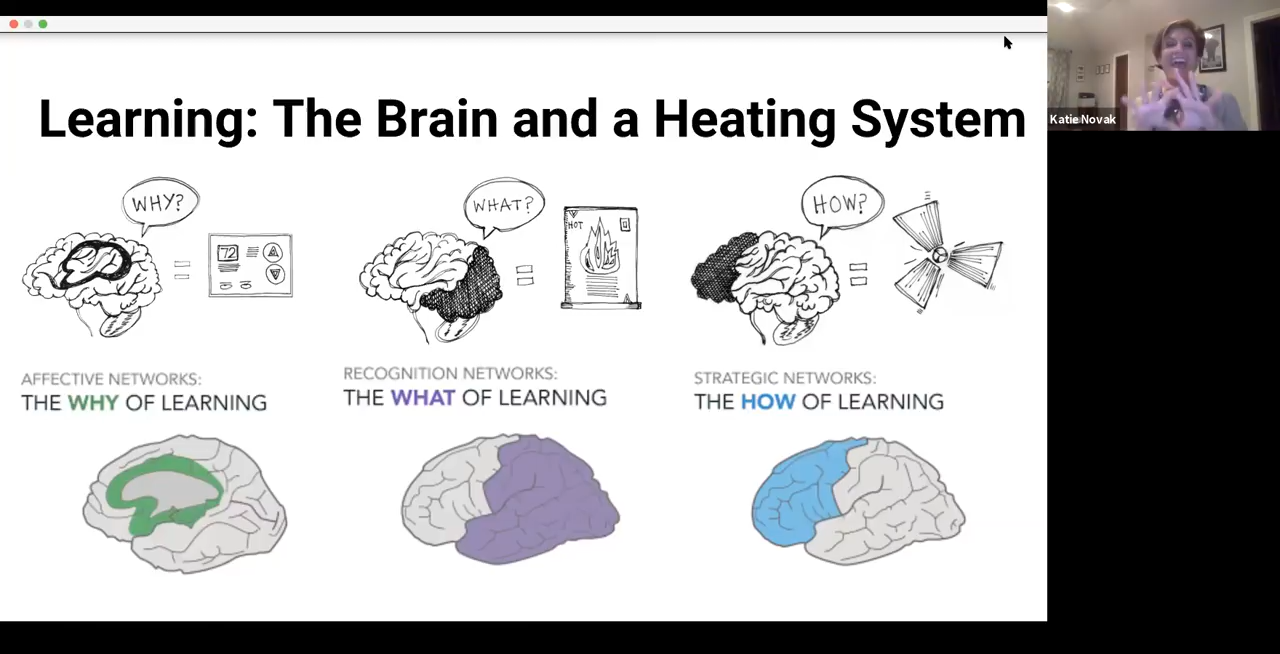 Learning: The Brain and a Heating System
Katie Novak
WHY?
WHAT?
HOW?
72
HOT
AFFECTIVE NETWORKS:
THE WHY OF LEARNING
RECOGNITION NETWORKS:
THE WHAT OF LEARNING
STRATEGIC NETWORKS:
THE HOW OF LEARNING